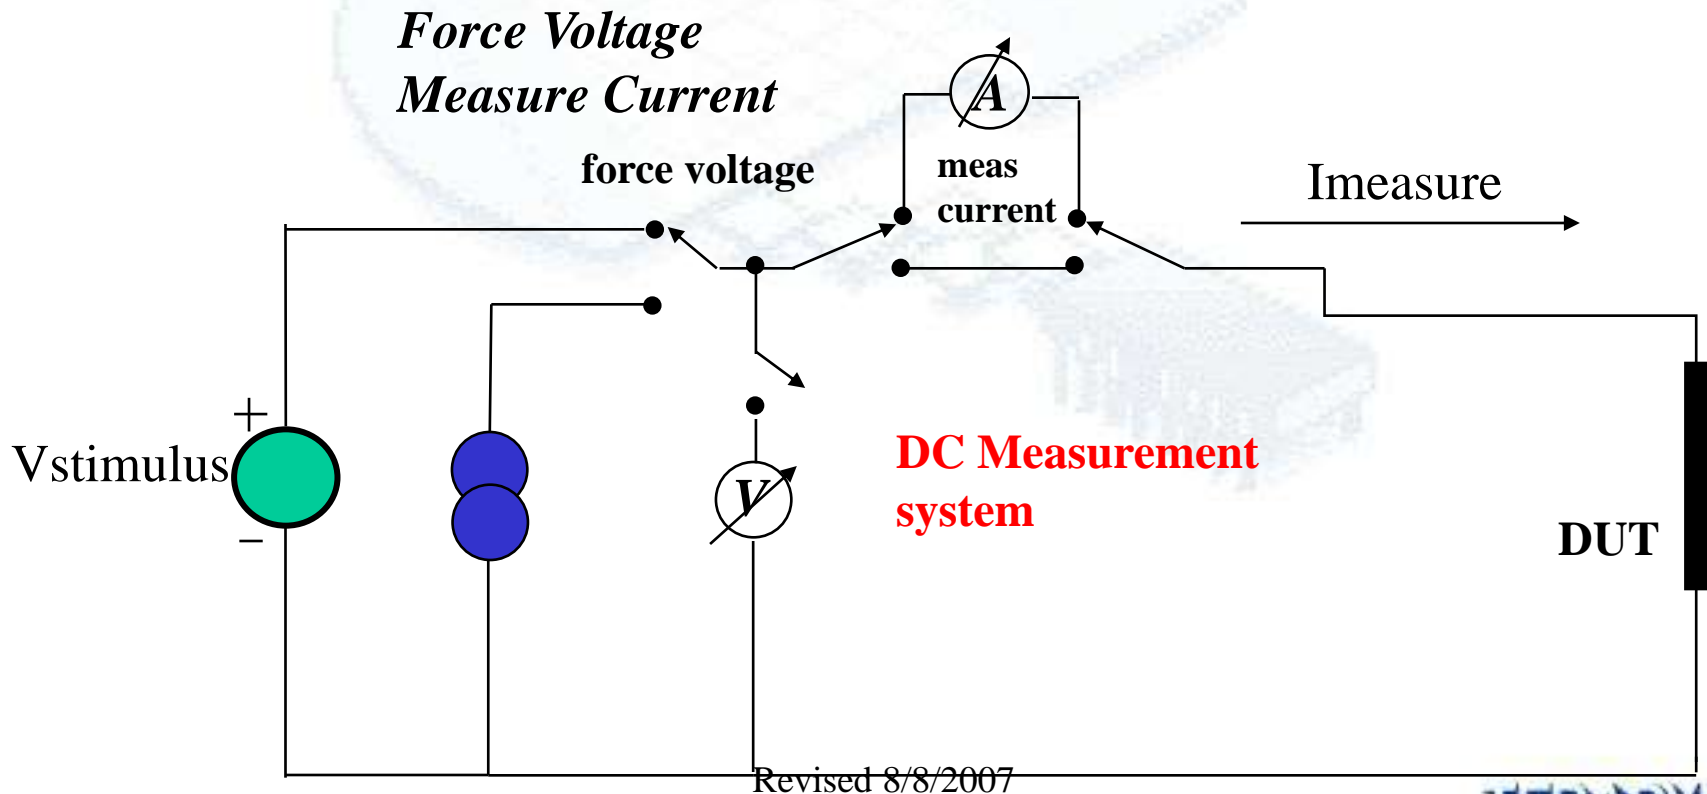 Force Voltage
Measure Current
A
force voltage
meas
current
Imeasure
+
Vstimulus
−
V
DC Measurement
system
DUT
Revised 8/8/2007